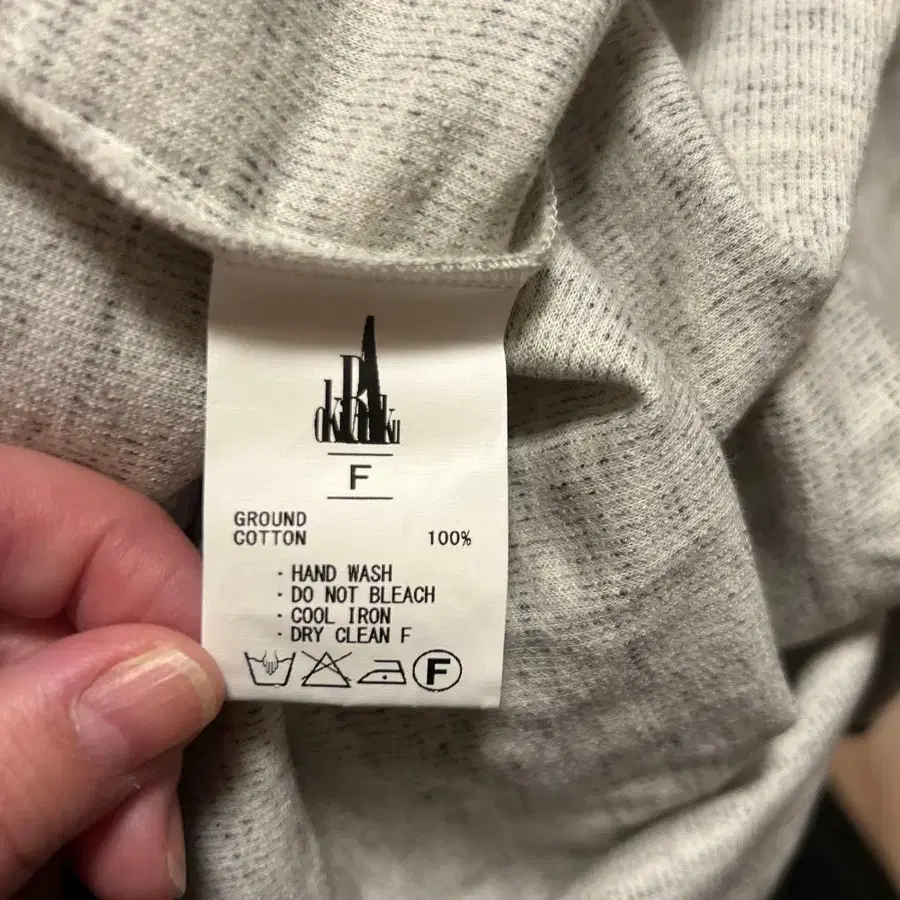 F
GROUND
COTTON 100%
· HAND WASH
· DO NOT BLEACH
· COOL IRON
· DRY CLEAN F
F